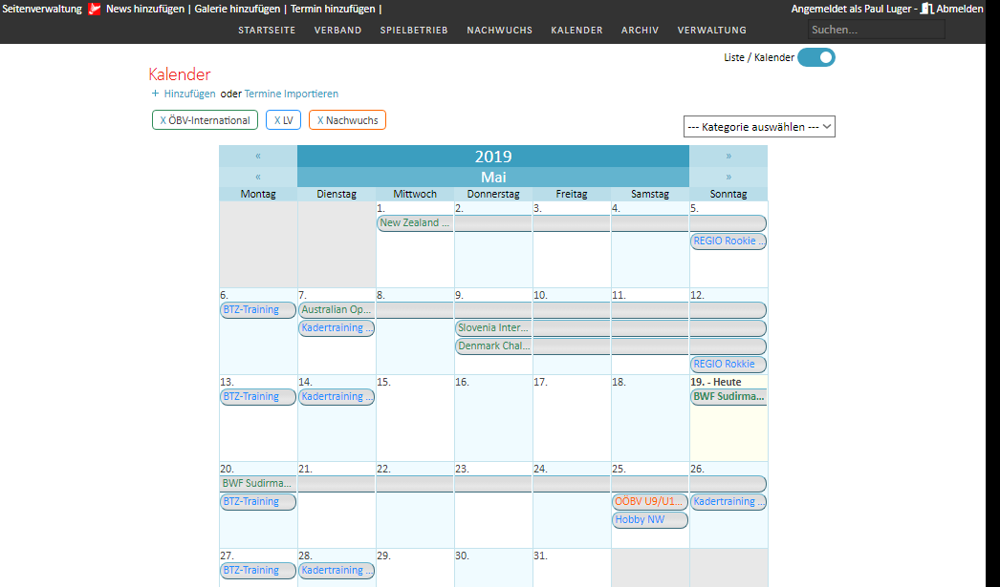 Seitenverwaltung News hinzufügen | Galerie hinzufügen | Termin hinzufügen | Angemeldet als Paul Luger - Abmelden
STARTSEITE VERBAND SPIELBETRIEB NACHWUCHS KALENDER ARCHIV VERWALTUNG Suchen...
Liste / Kalender
Kalender
+ Hinzufügen oder Termine Importieren
X ÖBV-International X LV X Nachwuchs
--- Kategorie auswählen ---
« 2019 »
« Mai »
Montag Dienstag Mittwoch Donnerstag Freitag Samstag Sonntag
1. 2. 3. 4. 5.
New Zealand ...
REGIO Rookie ...
6. 7. 8. 9. 10. 11. 12.
BTZ-Training Australian Op...
Kadertraining ... Slovenia Inter...
Denmark Chal...
REGIO Rokkie
13. 14. 15. 16. 17. 18. 19. - Heute
BTZ-Training Kadertraining ... BWF Sudirma...
20. 21. 22. 23. 24. 25. 26.
BWF Sudirma...
BTZ-Training OÖBV U9/U1... Kadertraining ...
Hobby NW
27. 28. 29. 30. 31.
BTZ-Training Kadertraining ...